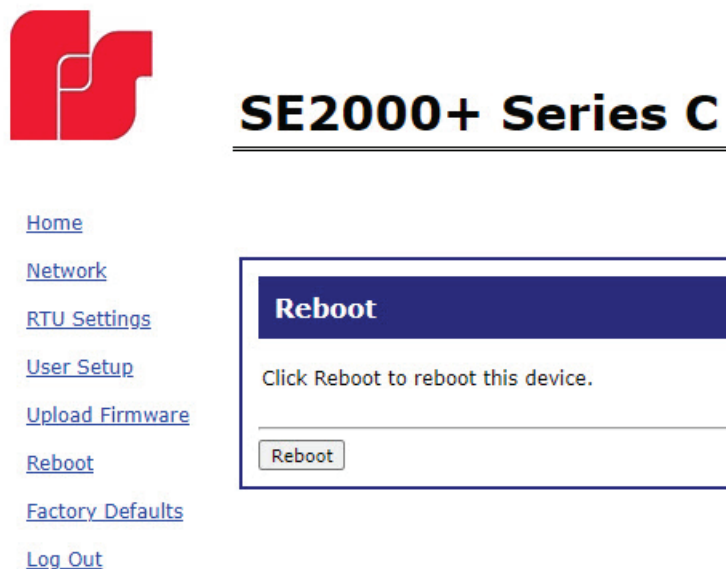 SE2000+ Series C
Home
Network
RTU Settings
User Setup
Upload Firmware
Reboot
Factory Defaults
Log Out
Reboot
Click Reboot to reboot this device.
Reboot